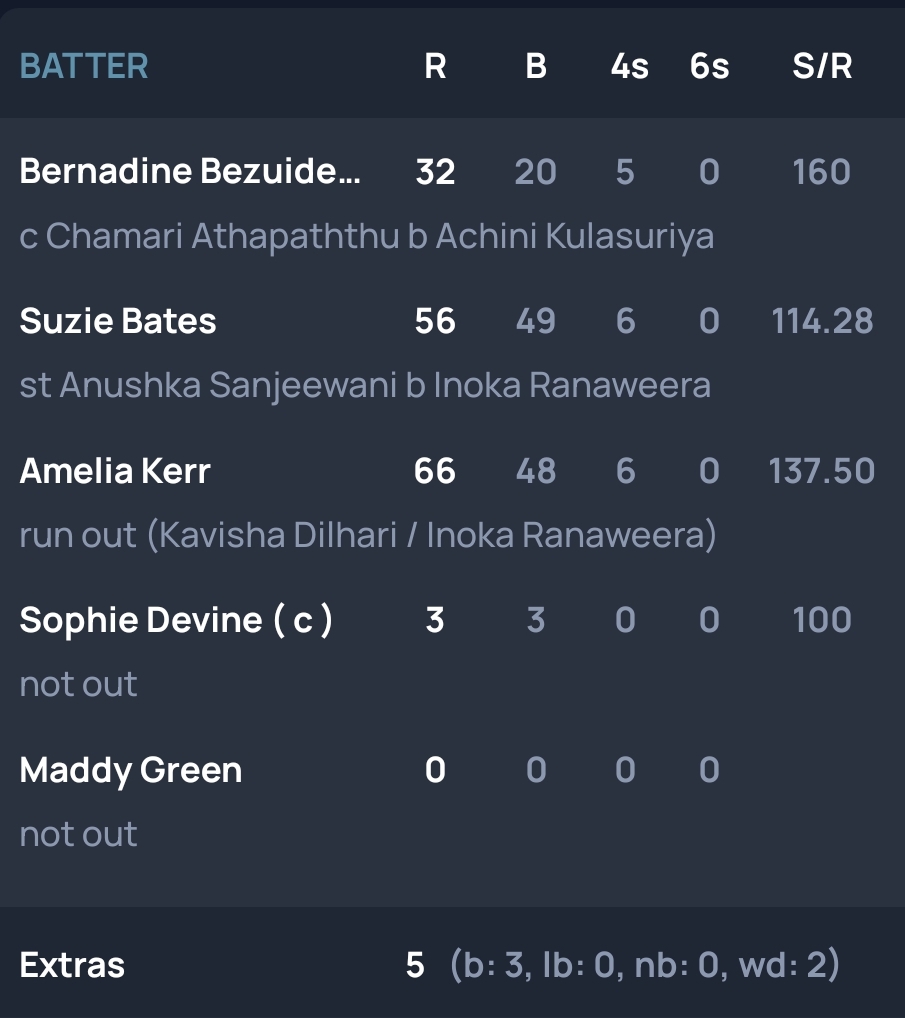 BATTER R B 4s 6s S/R
Bernadine Bezuide... 32 20 5 0 160
c Chamari Athapaththu b Achini Kulasuriya
Suzie Bates 56 49 6 0 114.28
st Anushka Sanjeewani b Inoka Ranaweera
Amelia Kerr 66 48 6 0 137.50
run out (Kavisha Dilhari / Inoka Ranaweera)
Sophie Devine ( c ) 3 3 0 0 100
not out
Maddy Green 0 0 0 0
not out
Extras 5 (b: 3, lb: 0, nb: 0, wd: 2)